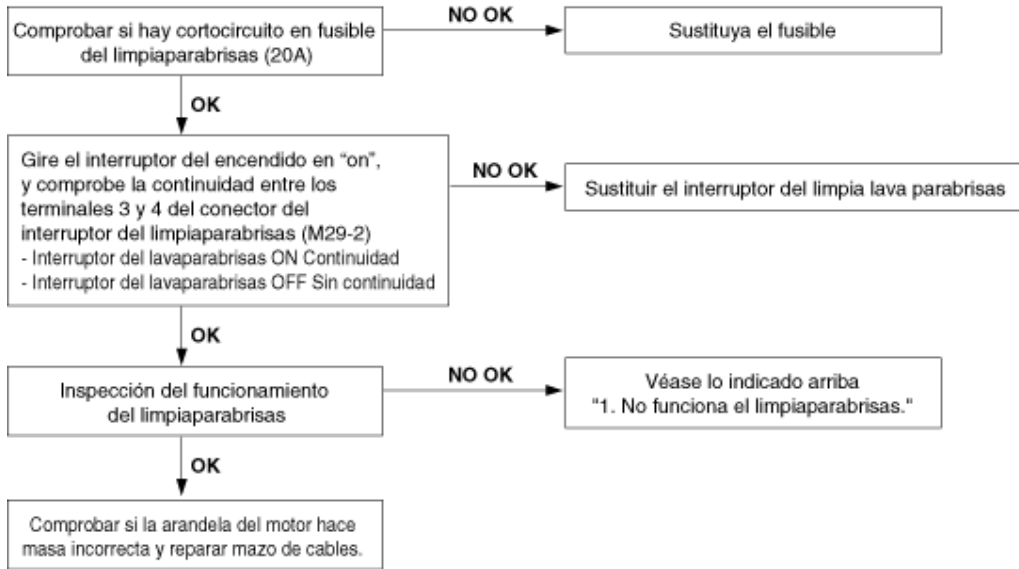 Comprobar si hay cortocircuito en fusible
del limpiaparabrisas (20A)
NO OK
Sustituya el fusible
OK
Gire el interruptor del encendido en “on”,
y comprobe la continuidad entre los
terminales 3 y 4 del conector del
interruptor del limpiaparabrisas (M29-2)
- Interruptor del lavaparabrisas ON Continuidad
- Interruptor del lavaparabrisas OFF Sin continuidad
NO OK
Sustituir el interruptor del limpia lava parabrisas
OK
Inspección del funcionamiento
del limpiaparabrisas
NO OK
Véase lo indicado arriba
"1. No funciona el limpiaparabrisas."
OK
Comprobar si la arandela del motor hace
masa incorrecta y reparar mazo de cables.